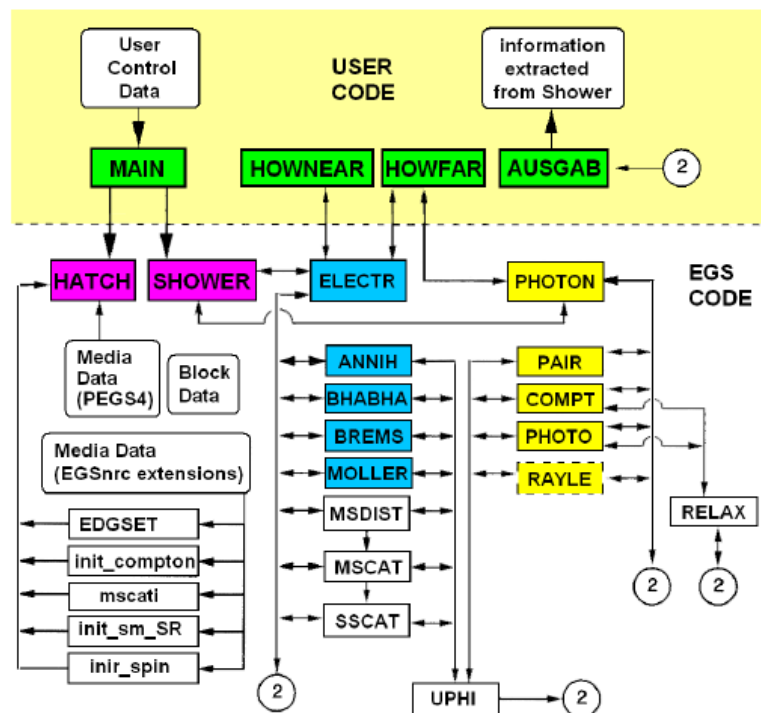 User
Control
Data
USER
CODE
information
extracted
from Shower
MAIN
HOWNEAR
HOWFAR
AUSGAB
2
HATCH
SHOWER
ELECTR
PHOTON
EGS
CODE
Media
Data
(PEGS4)
Block
Data
ANNIH
BHABHA
BREMS
MOLLER
MSDIST
MSCAT
SSCAT
PAIR
COMPT
PHOTO
RAYLE
RELAX
Media Data
(EGSnrc extensions)
EDGSET
init_compton
mscati
init_sm_SR
inir_spin
2
2
2
UPHI
2